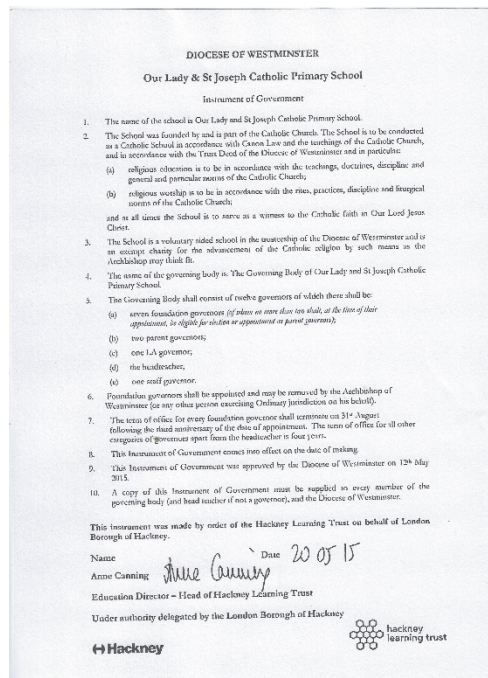 DIOCESE OF WESTMINSTER
Our Lady & St Joseph Catholic Primary School
Instrument of Government
1. The name of the school is Our Lady and St Joseph Catholic Primary School.
2. The School was founded by and is part of the Catholic Church. The School is to be conducted
as a Catholic School in accordance with Canon Law and the teachings of the Catholic Church,
and in accordance with the Trust Deed of the Diocese of Westminster and in particular:
(a) religious education is to be in accordance with the teachings, doctrines, discipline and
general and particular norms of the Catholic Church;
(b) religious worship is to be in accordance with the rites, practices, discipline and liturgical
norms of the Catholic Church;
and at all times the School is to serve as a witness to the Catholic faith in Our Lord Jesus
Christ.
3. The School is a voluntary aided school in the trusteeship of the Diocese of Westminster and is
an exempt charity for the advancement of the Catholic religion by such means as the
Archbishop may think fit.
4. The name of the governing body is: The Governing Body of Our Lady and St Joseph Catholic
Primary School.
5. The Governing Body shall consist of twelve governors of which there shall be:
(a) seven foundation governors (of whom no more than two shall, at the time of their
appointment, be eligible for election or appointment as parent governors);
(b) two parent governors;
(c) one LA governor;
(d) the headteacher;
(e) one staff governor.
6. Foundation governors shall be appointed and may be removed by the Archbishop of
Westminster (or any other person exercising Ordinary jurisdiction on his behalf).
7. The term of office for every foundation governor shall terminate on 31st August
following the third anniversary of the date of appointment. The term of office for all other
categories of governors apart from the headteacher is four years.
8. This Instrument of Government comes into effect on the date of making.
9. This Instrument of Government was approved by the Diocese of Westminster on 12th May
2015.
10. A copy of this Instrument of Government must be supplied to every member of the
governing body (and head teacher if not a governor), and the Diocese of Westminster.
This instrument was made by order of the Hackney Learning Trust on behalf of London
Borough of Hackney.
Name Date 20 05 15
Anne Canning Anne Canning
Education Director – Head of Hackney Learning Trust
Under authority delegated by the London Borough of Hackney
Hackney
hackney
learning trust